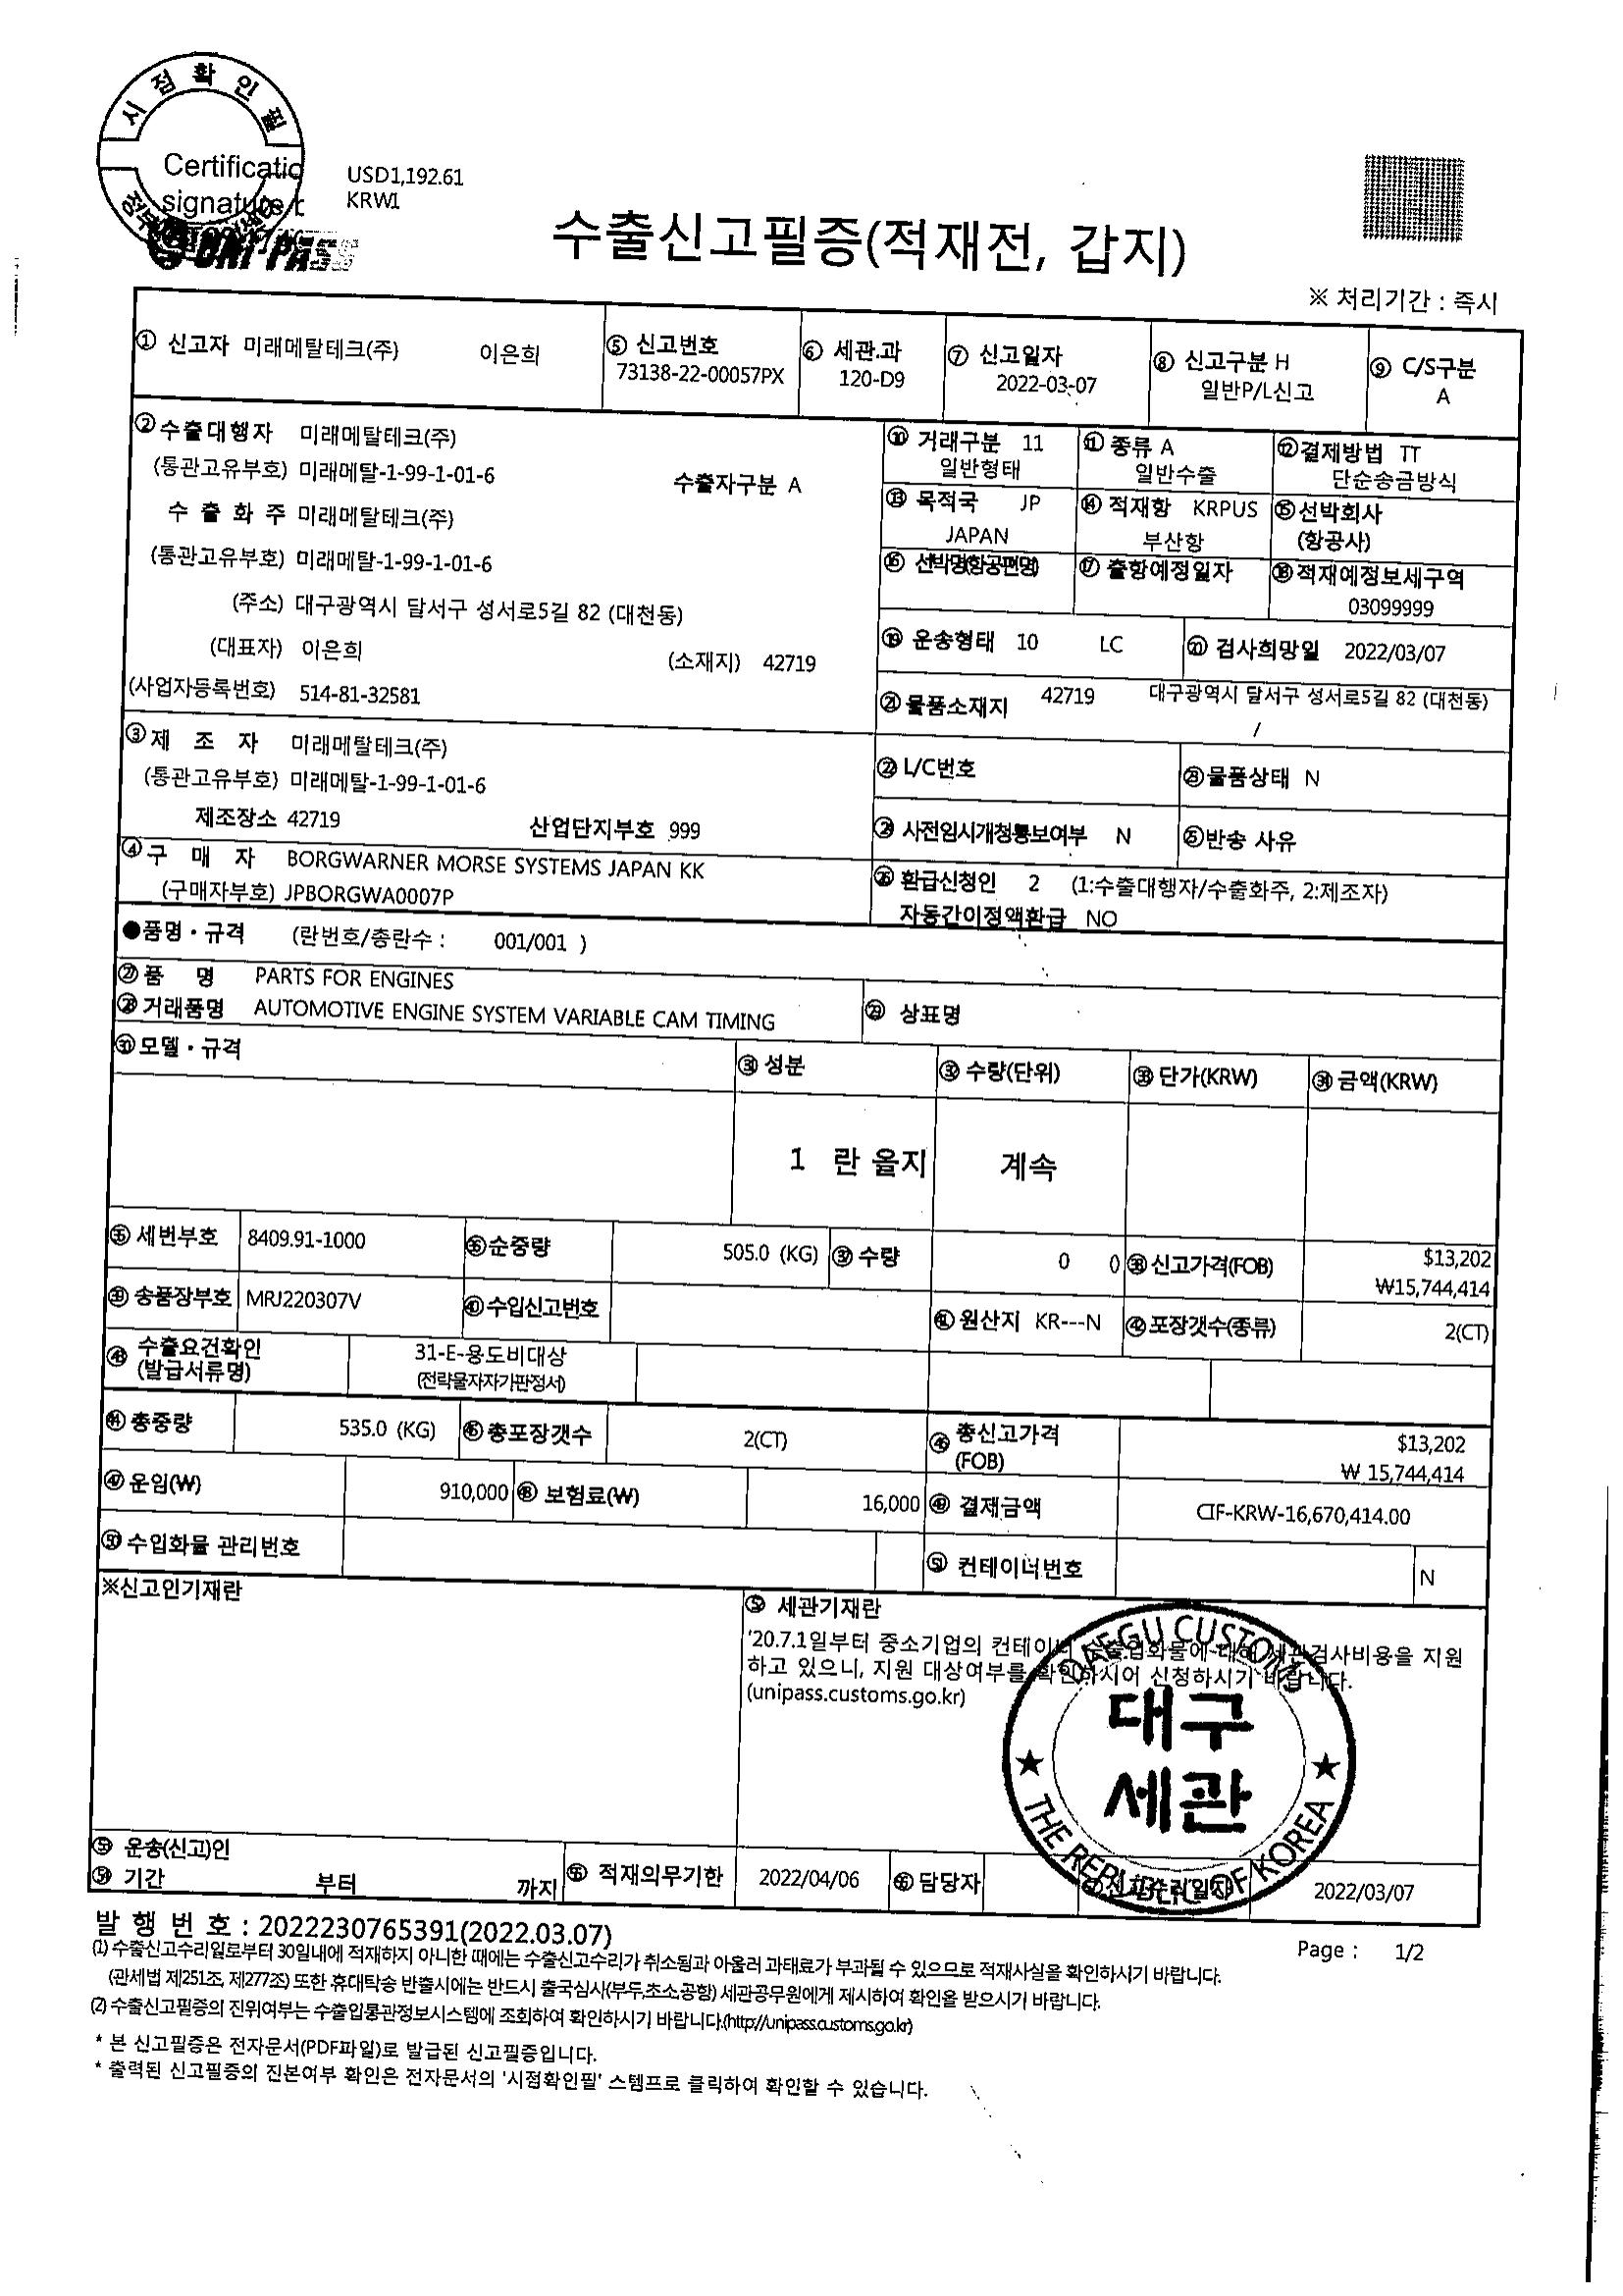 시점확인필
Certificatio
signature
UNI-PASS
USD1,192.61
KRW1
수출신고필증(적재전, 갑지)
※ 처리기간 : 즉시
① 신고자 미래메탈테크(주) 이은희
⑤ 신고번호
73138-22-00057PX
⑥ 세관.과
120-D9
⑦ 신고일자
2022-03-07
⑧ 신고구분 H
일반P/L신고
⑨ C/S구분
A
②수출대행자 미래메탈테크(주)
(통관고유부호) 미래메탈-1-99-1-01-6 수출자구분 A
수 출 화 주 미래메탈테크(주)
(통관고유부호) 미래메탈-1-99-1-01-6
(주소) 대구광역시 달서구 성서로5길 82 (대천동)
(대표자) 이은희 (소재지) 42719
(사업자등록번호) 514-81-32581
⑩ 거래구분 11
일반형태
⑪ 종류 A
일반수출
⑫결제방법 TT
단순송금방식
⑬ 목적국 JP
JAPAN
⑭ 적재항 KRPUS
부산항
⑮선박회사
(항공사)
⑯ 선박명(항공편명)
⑰ 출항예정일자
⑱적재예정보세구역
03099999
⑲ 운송형태 10 LC
⑳ 검사희망일 2022/03/07
㉑물품소재지 42719 대구광역시 달서구 성서로5길 82 (대천동)
/
③제 조 자 미래메탈테크(주)
(통관고유부호) 미래메탈-1-99-1-01-6
제조장소 42719 산업단지부호 999
㉒ L/C번호
㉓물품상태 N
㉔ 사전임시개청통보여부 N
㉕반송 사유
④구 매 자 BORGWARNER MORSE SYSTEMS JAPAN KK
(구매자부호) JPBORGWA0007P
㉖ 환급신청인 2 (1:수출대행자/수출화주, 2:제조자)
자동간이정액환급 NO
●품명・규격 (란번호/총란수 : 001/001 )
㉗품 명 PARTS FOR ENGINES
㉘거래품명 AUTOMOTIVE ENGINE SYSTEM VARIABLE CAM TIMING
㉙ 상표명
㉚모델・규격
㉛ 성분
㉜ 수량(단위)
㉝ 단가(KRW)
㉞ 금액(KRW)
1 란 을지 계속
㉟ 세번부호 8409.91-1000
㊱순중량 505.0 (KG)
㊲ 수량 0 0
㊳신고가격(FOB) $13,202
₩15,744,414
㊴ 송품장부호 MRJ220307V
㊵수입신고번호
㊶원산지 KR---N
㊷포장갯수(종류) 2(CT)
㊸ 수출요건확인
(발급서류명)
31-E-용도비대상
(전략물자자가판정서)
㊹총중량 535.0 (KG)
㊺총포장갯수 2(CT)
㊻ 총신고가격
(FOB)
$13,202
₩ 15,744,414
㊼운임(₩) 910,000
㊽ 보험료(₩) 16,000
㊾ 결제금액 CIF-KRW-16,670,414.00
㊿수입화물 관리번호
컨테이너번호 N
※신고인기재란
세관기재란
'20.7.1일부터 중소기업의 컨테이너 수출입화물에 대해 세관검사비용을 지원
하고 있으니, 지원 대상여부를 확인하시어 신청하시기 바랍니다.
(unipass.customs.go.kr)
DAEGU CUSTOMS
대구
세관
THE REPUBLIC OF KOREA
운송(신고)인
기간 부터 까지
적재의무기한 2022/04/06
담당자
신고수리일자 2022/03/07
발 행 번 호 : 2022230765391(2022.03.07)
Page : 1/2
(1) 수출신고수리일로부터 30일내에 적재하지 아니한 때에는 수출신고수리가 취소됨과 아울러 과태료가 부과될 수 있으므로 적재사실을 확인하시기 바랍니다.
(관세법 제251조, 제277조) 또한 휴대탁송 반출시에는 반드시 출국심사(부두,초소,공항) 세관공무원에게 제시하여 확인을 받으시기 바랍니다.
(2) 수출신고필증의 진위여부는 수출입통관정보시스템에 조회하여 확인하시기 바랍니다.(http://unipass.customs.go.kr)
* 본 신고필증은 전자문서(PDF파일)로 발급된 신고필증입니다.
* 출력된 신고필증의 진본여부 확인은 전자문서의 '시점확인필' 스템프로 클릭하여 확인할 수 있습니다.